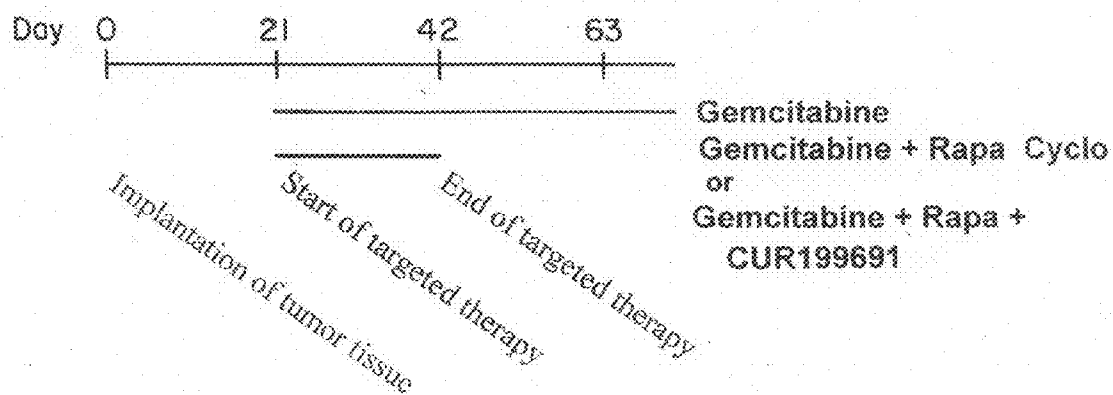 Day 0 21 42 63
Gemcitabine
Gemcitabine + Rapa Cyclo
or
Gemcitabine + Rapa +
CUR199691
Implantation of tumor tissue
Start of targeted therapy
End of targeted therapy